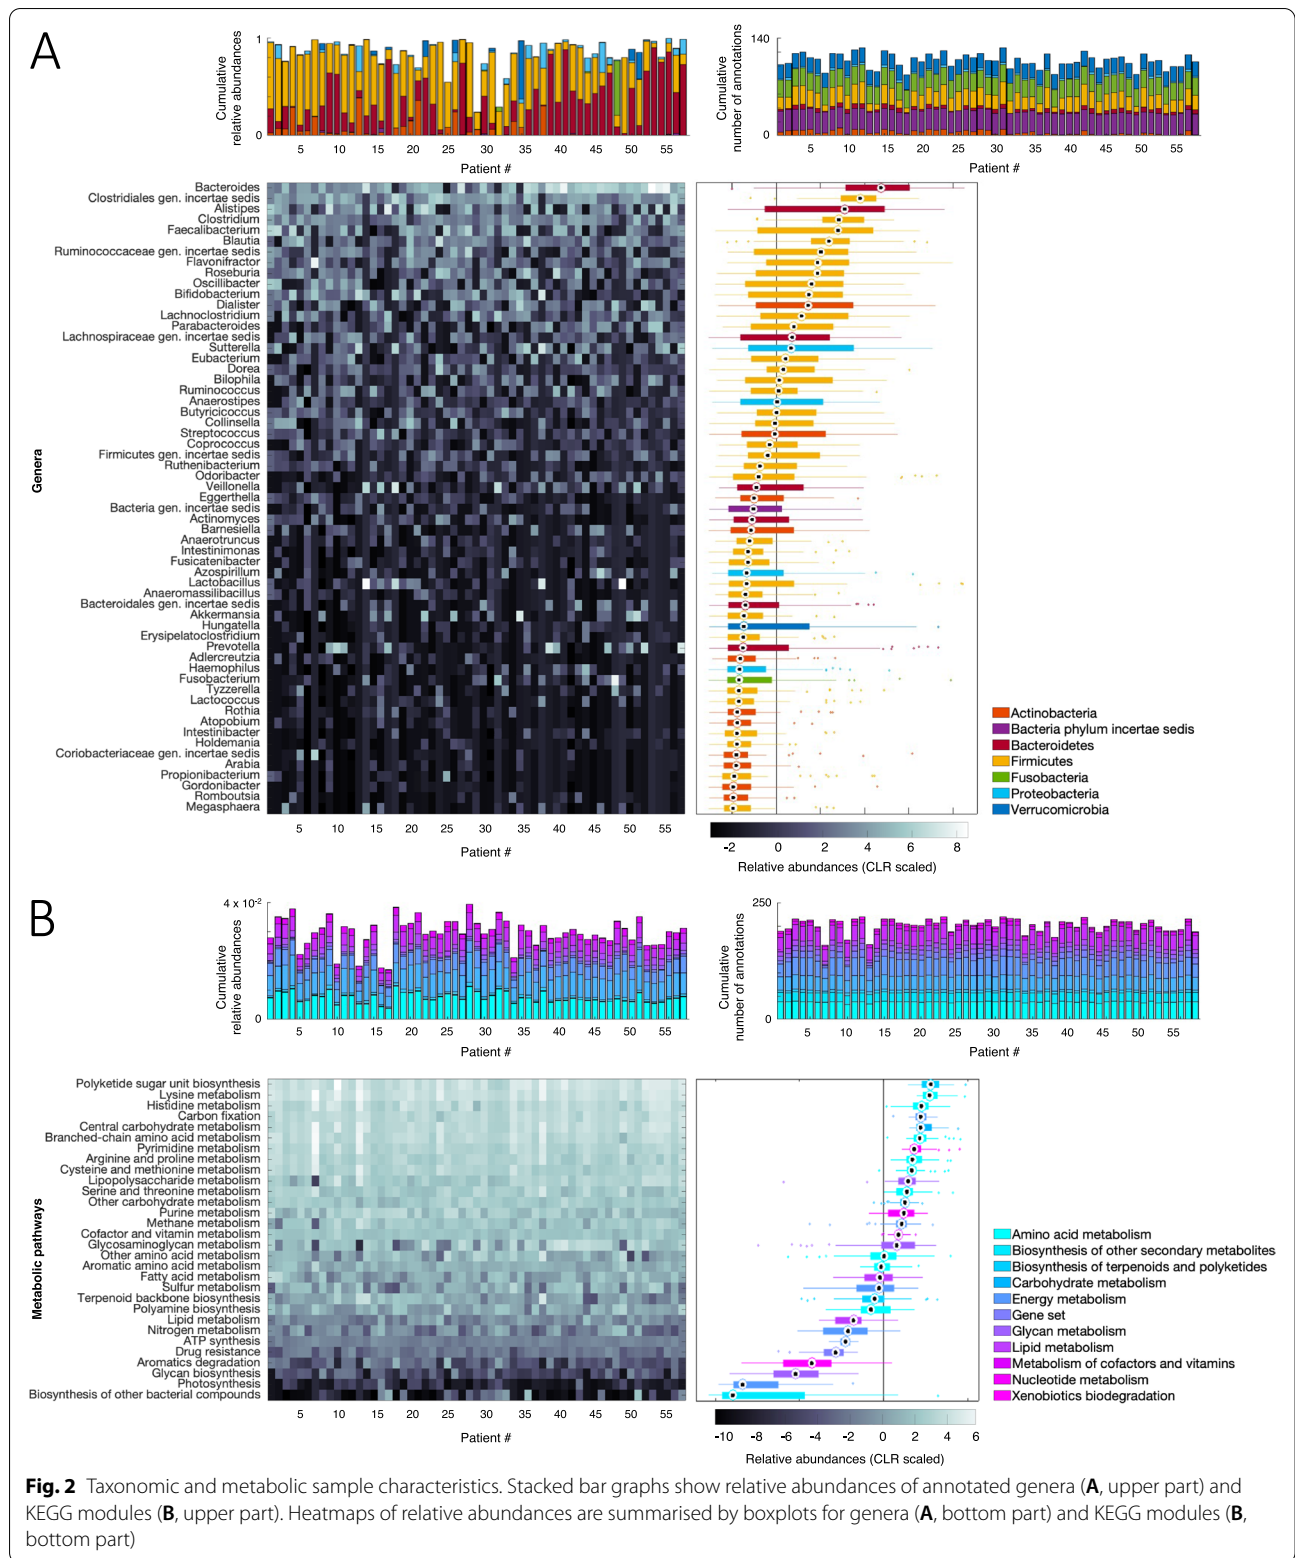 A
Cumulative
relative abundances
1
0
5 10 15 20 25 30 35 40 45 50 55
Patient #
Cumulative
number of annotations
140
0
5 10 15 20 25 30 35 40 45 50 55
Patient #
Genera
Bacteroides
Clostridiales gen. incertae sedis
Alistipes
Clostridium
Faecalibacterium
Blautia
Ruminococcaceae gen. incertae sedis
Flavonifractor
Roseburia
Oscillibacter
Bifidobacterium
Dialister
Lachnoclostridium
Parabacteroides
Lachnospiraceae gen. incertae sedis
Sutterella
Eubacterium
Dorea
Bilophila
Ruminococcus
Anaerostipes
Butyricicoccus
Collinsella
Streptococcus
Coprococcus
Firmicutes gen. incertae sedis
Ruthenibacterium
Odoribacter
Veillonella
Eggerthella
Bacteria gen. incertae sedis
Actinomyces
Barnesiella
Anaerotruncus
Intestinimonas
Fusicatenibacter
Azospirillum
Lactobacillus
Anaeromassilibacillus
Bacteroidales gen. incertae sedis
Akkermansia
Hungatella
Erysipelatoclostridium
Prevotella
Adlercreutzia
Haemophilus
Fusobacterium
Tyzzerella
Lactococcus
Rothia
Atopobium
Intestinibacter
Holdemania
Coriobacteriaceae gen. incertae sedis
Arabia
Propionibacterium
Gordonibacter
Romboutsia
Megasphaera
5 10 15 20 25 30 35 40 45 50 55
Patient #
-2 0 2 4 6 8
Relative abundances (CLR scaled)
Actinobacteria
Bacteria phylum incertae sedis
Bacteroidetes
Firmicutes
Fusobacteria
Proteobacteria
Verrucomicrobia
B
Cumulative
relative abundances
4 x 10-2
0
5 10 15 20 25 30 35 40 45 50 55
Patient #
Cumulative
number of annotations
250
0
5 10 15 20 25 30 35 40 45 50 55
Patient #
Metabolic pathways
Polyketide sugar unit biosynthesis
Lysine metabolism
Histidine metabolism
Carbon fixation
Central carbohydrate metabolism
Branched-chain amino acid metabolism
Pyrimidine metabolism
Arginine and proline metabolism
Cysteine and methionine metabolism
Lipopolysaccharide metabolism
Serine and threonine metabolism
Other carbohydrate metabolism
Purine metabolism
Methane metabolism
Cofactor and vitamin metabolism
Glycosaminoglycan metabolism
Other amino acid metabolism
Aromatic amino acid metabolism
Fatty acid metabolism
Sulfur metabolism
Terpenoid backbone biosynthesis
Polyamine biosynthesis
Lipid metabolism
Nitrogen metabolism
ATP synthesis
Drug resistance
Aromatics degradation
Glycan biosynthesis
Photosynthesis
Biosynthesis of other bacterial compounds
5 10 15 20 25 30 35 40 45 50 55
Patient #
-10 -8 -6 -4 -2 0 2 4 6
Relative abundances (CLR scaled)
Amino acid metabolism
Biosynthesis of other secondary metabolites
Biosynthesis of terpenoids and polyketides
Carbohydrate metabolism
Energy metabolism
Gene set
Glycan metabolism
Lipid metabolism
Metabolism of cofactors and vitamins
Nucleotide metabolism
Xenobiotics biodegradation
Fig. 2 Taxonomic and metabolic sample characteristics. Stacked bar graphs show relative abundances of annotated genera (A, upper part) and
KEGG modules (B, upper part). Heatmaps of relative abundances are summarised by boxplots for genera (A, bottom part) and KEGG modules (B,
bottom part)